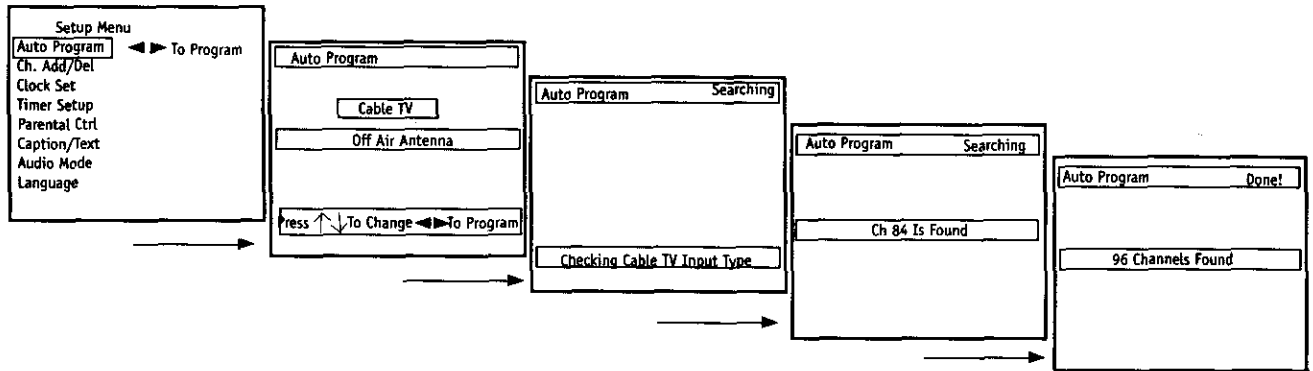 Setup Menu
Auto Program ◀ ▶ To Program
Ch. Add/Del
Clock Set
Timer Setup
Parental Ctrl
Caption/Text
Audio Mode
Language
Auto Program
Cable TV
Off Air Antenna
Press ↑ ↓ To Change ◀▶ To Program
Auto Program Searching
Checking Cable TV Input Type
Auto Program Searching
Ch 84 Is Found
Auto Program Done!
96 Channels Found